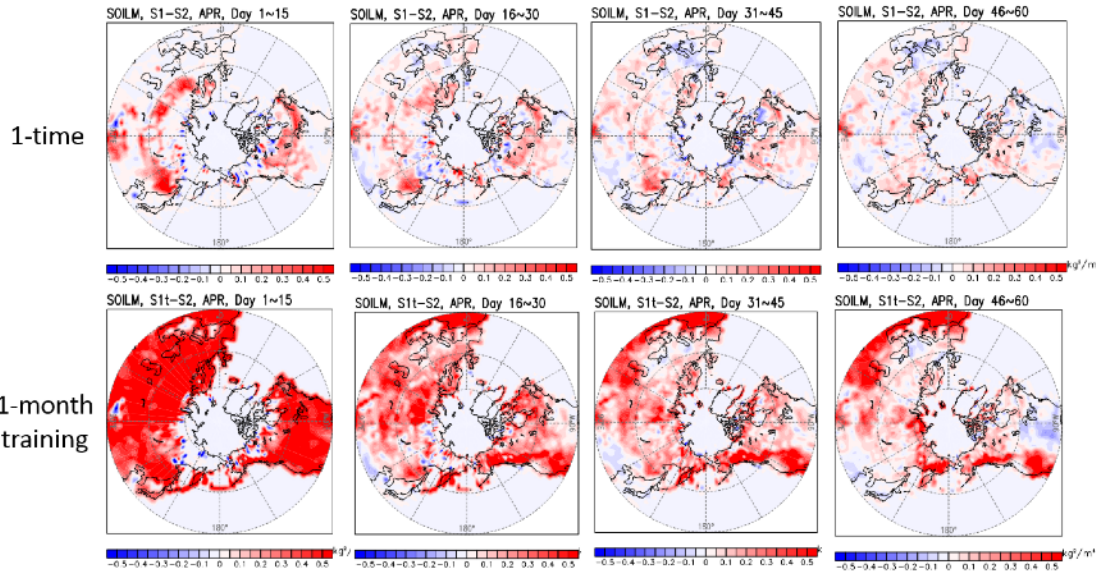 SOILM, S1-S2, APR, Day 1~15
SOILM, S1-S2, APR, Day 16~30
SOILM, S1-S2, APR, Day 31~45
SOILM, S1-S2, APR, Day 46~60
1-time
180°
180°
180°
180°
-0.5-0.4-0.3-0.2-0.1 0 0.1 0.2 0.3 0.4 0.5
-0.5-0.4-0.3-0.2-0.1 0 0.1 0.2 0.3 0.4 0.5
-0.5-0.4-0.3-0.2-0.1 0 0.1 0.2 0.3 0.4 0.5
-0.5-0.4-0.3-0.2-0.1 0 0.1 0.2 0.3 0.4 0.5
SOILM, S1t-S2, APR, Day 1~15
SOILM, S1t-S2, APR, Day 16~30
SOILM, S1t-S2, APR, Day 31~45
SOILM, S1t-S2, APR, Day 46~60
1-month
training
180°
180°
180°
180°
-0.5-0.4-0.3-0.2-0.1 0 0.1 0.2 0.3 0.4 0.5
-0.5-0.4-0.3-0.2-0.1 0 0.1 0.2 0.3 0.4 0.5
-0.5-0.4-0.3-0.2-0.1 0 0.1 0.2 0.3 0.4 0.5
-0.5-0.4-0.3-0.2-0.1 0 0.1 0.2 0.3 0.4 0.5